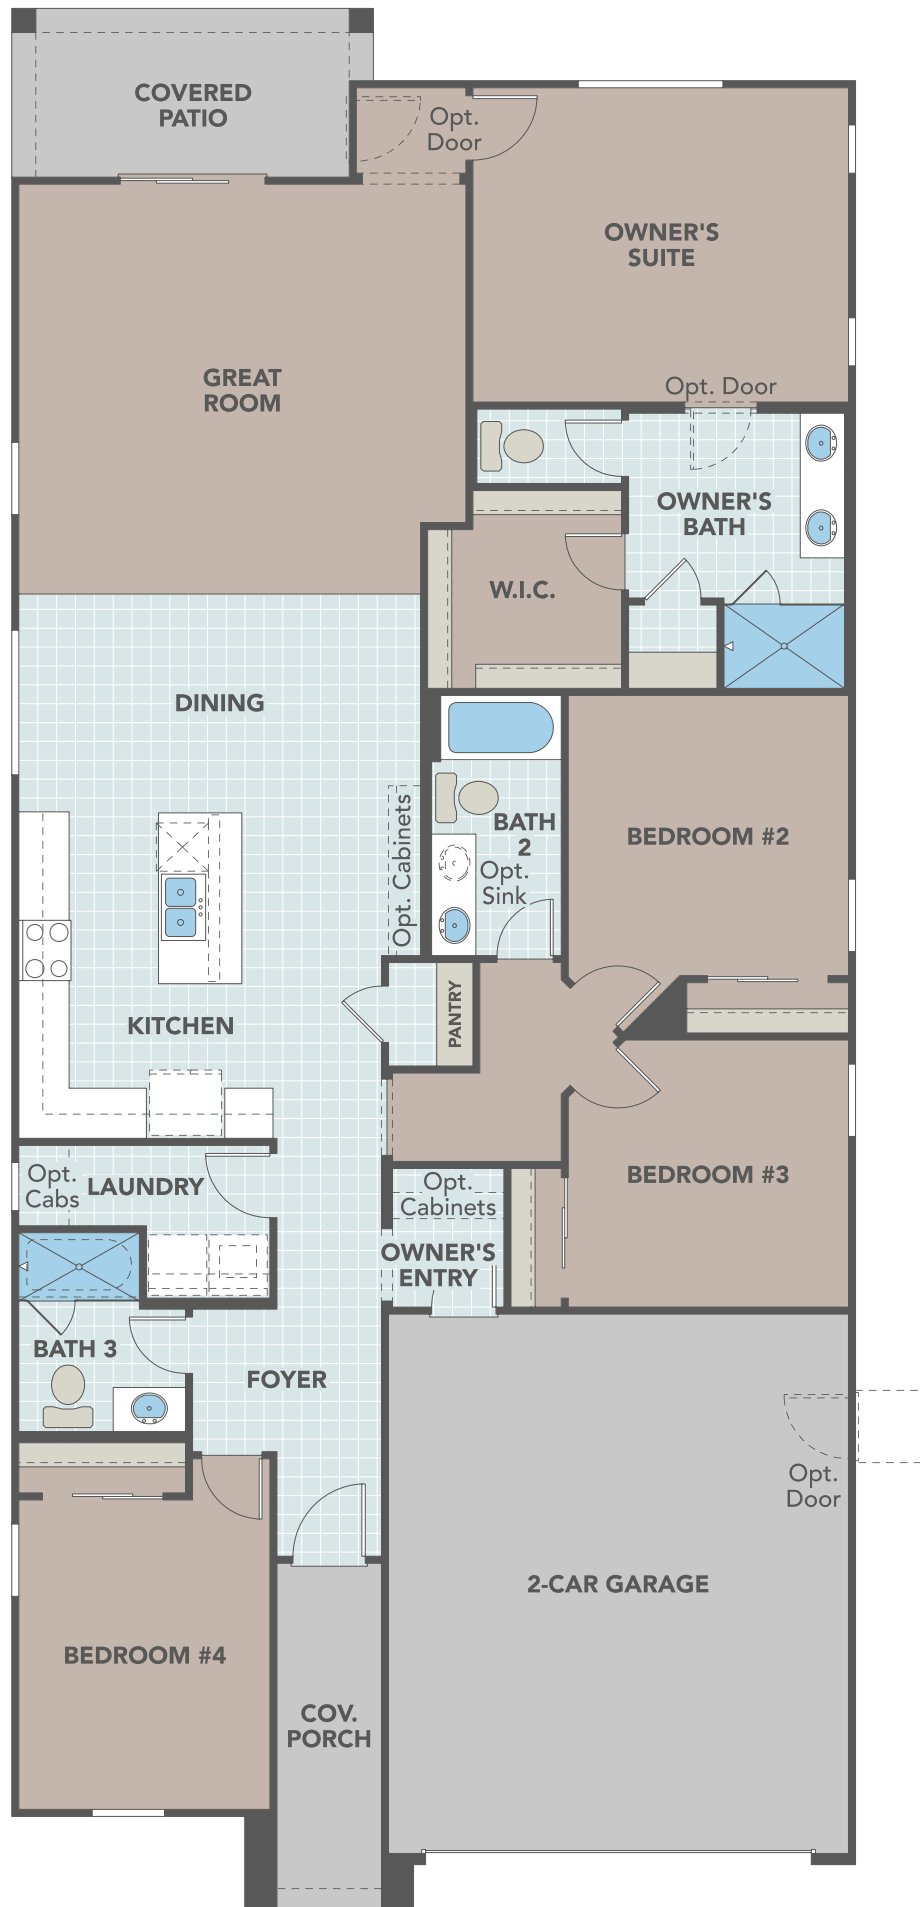 COVERED
PATIO
Opt.
Door
OWNER'S
SUITE
GREAT
ROOM
Opt. Door
OWNER'S
BATH
W.I.C.
DINING
Opt. Cabinets
BATH
2
Opt.
Sink
BEDROOM #2
PANTRY
KITCHEN
Opt.
Cabs
LAUNDRY
Opt.
Cabinets
BEDROOM #3
OWNER'S
ENTRY
BATH 3
FOYER
Opt.
Door
2-CAR GARAGE
BEDROOM #4
COV.
PORCH